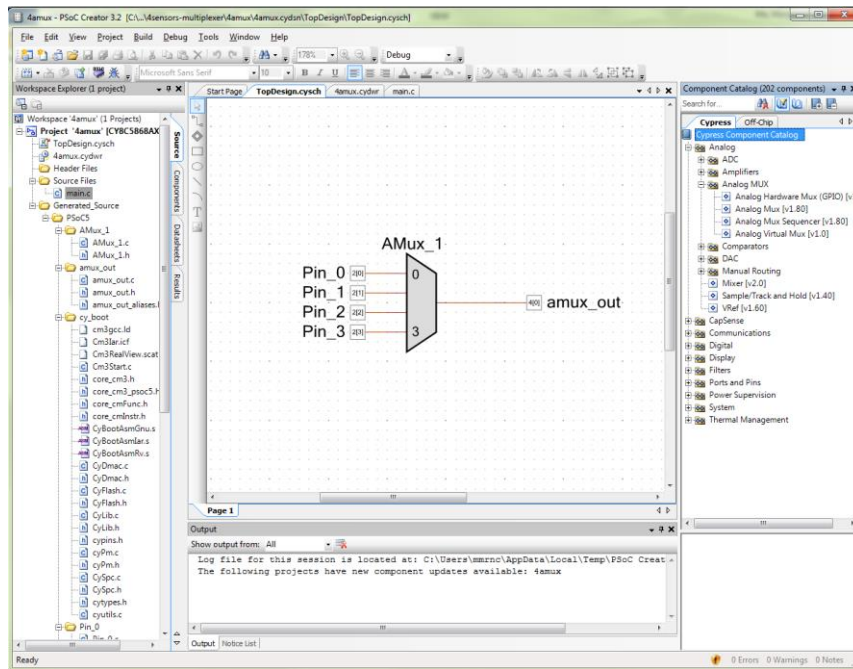 4amux - PSoC Creator 3.2 [C:\...\4sensors-multiplexer\4amux\4amux.cydsn\TopDesign\TopDesign.cysch]
File Edit View Project Build Debug Tools Window Help
178% Debug
Microsoft Sans Serif 10 B I U
Workspace Explorer (1 project)
Workspace '4amux' (1 Projects)
Project '4amux' [CY8C5868AX
TopDesign.cysch
4amux.cydwr
Header Files
Source Files
main.c
Generated_Source
PSoC5
AMux_1
AMux_1.c
AMux_1.h
amux_out
amux_out.c
amux_out.h
amux_out_aliases.l
cy_boot
cm3gcc.ld
Cm3Iar.icf
Cm3RealView.scat
Cm3Start.c
core_cm3.h
core_cm3_psoc5.h
core_cmFunc.h
core_cmInstr.h
CyBootAsmGnu.s
CyBootAsmIar.s
CyBootAsmRv.s
CyDmac.c
CyDmac.h
CyFlash.c
CyFlash.h
CyLib.c
CyLib.h
cypins.h
cyPm.c
cyPm.h
CySpc.c
CySpc.h
cytypes.h
cyutils.c
Pin_0
Pin_0.c
Source
Components
Datasheets
Results
Start Page TopDesign.cysch 4amux.cydwr main.c
AMux_1
Pin_0 2[0] 0
Pin_1 2[1]
Pin_2 2[2]
Pin_3 2[3] 3
4[0] amux_out
Page 1
Output
Show output from: All
Log file for this session is located at: C:\Users\mmrnc\AppData\Local\Temp\PSoC Creat
The following projects have new component updates available: 4amux
Output Notice List
Component Catalog (202 components)
Search for...
Cypress Off-Chip
Cypress Component Catalog
Analog
ADC
Amplifiers
Analog MUX
Analog Hardware Mux (GPIO) [v
Analog Mux [v1.80]
Analog Mux Sequencer [v1.80]
Analog Virtual Mux [v1.0]
Comparators
DAC
Manual Routing
Mixer [v2.0]
Sample/Track and Hold [v1.40]
VRef [v1.60]
CapSense
Communications
Digital
Display
Filters
Ports and Pins
Power Supervision
System
Thermal Management
Ready
0 Errors 0 Warnings 0 Notes